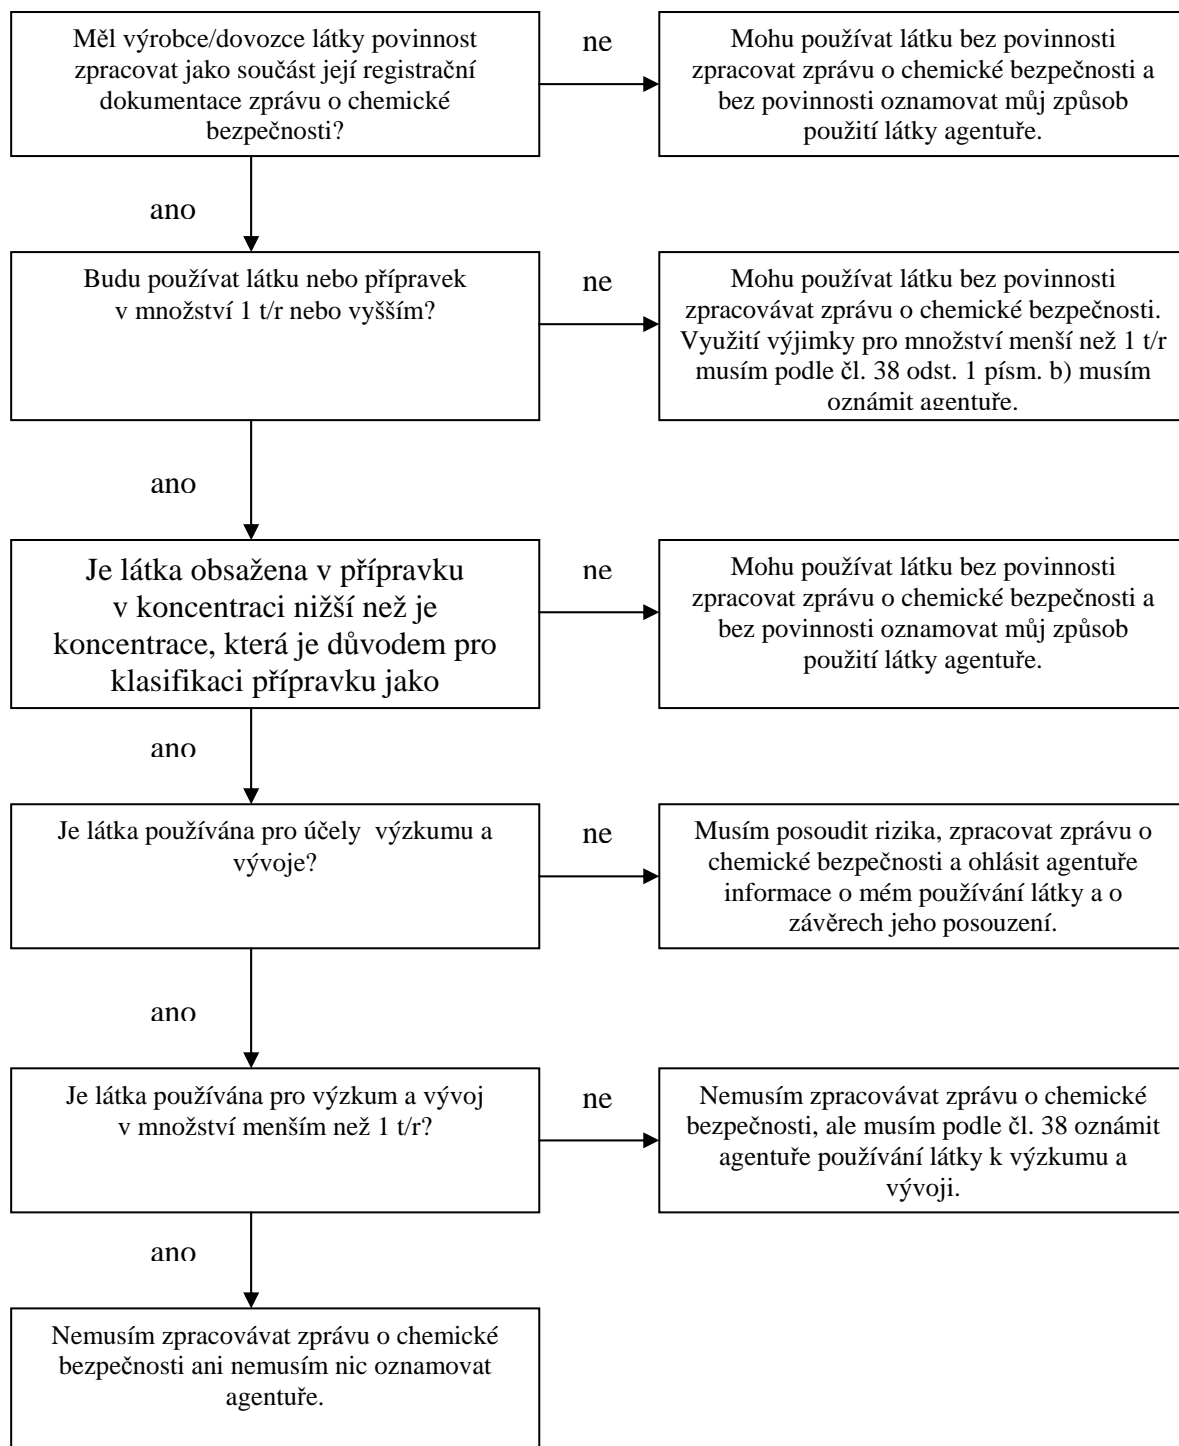 Měl výrobce/dovozce látky povinnost
zpracovat jako součást její registrační
dokumentace zprávu o chemické
bezpečnosti?
ne
Mohu používat látku bez povinnosti
zpracovat zprávu o chemické bezpečnosti a
bez povinnosti oznamovat můj způsob
použití látky agentuře.
ano
Budu používat látku nebo přípravek
v množství 1 t/r nebo vyšším?
ne
Mohu používat látku bez povinnosti
zpracovávat zprávu o chemické bezpečnosti.
Využití výjimky pro množství menší než 1 t/r
musím podle čl. 38 odst. 1 písm. b) musím
oznámit agentuře.
ano
Je látka obsažena v přípravku
v koncentraci nižší než je
koncentrace, která je důvodem pro
klasifikaci přípravku jako
ne
Mohu používat látku bez povinnosti
zpracovat zprávu o chemické bezpečnosti a
bez povinnosti oznamovat můj způsob
použití látky agentuře.
ano
Je látka používána pro účely výzkumu a
vývoje?
ne
Musím posoudit rizika, zpracovat zprávu o
chemické bezpečnosti a ohlásit agentuře
informace o mém používání látky a o
závěrech jeho posouzení.
ano
Je látka používána pro výzkum a vývoj
v množství menším než 1 t/r?
ne
Nemusím zpracovávat zprávu o chemické
bezpečnosti, ale musím podle čl. 38 oznámit
agentuře používání látky k výzkumu a
vývoji.
ano
Nemusím zpracovávat zprávu o chemické
bezpečnosti ani nemusím nic oznamovat
agentuře.